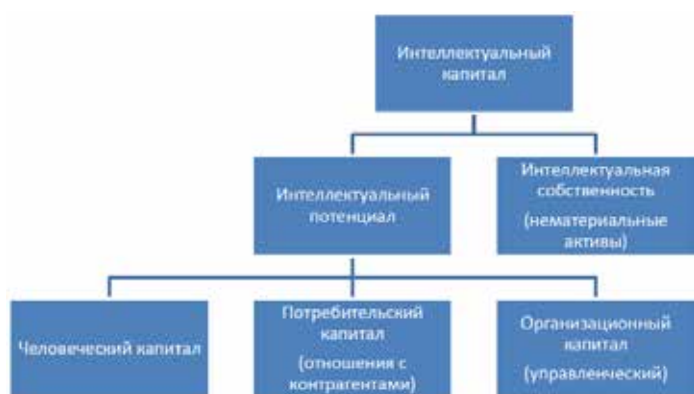 Интеллектуальный
капитал
Интеллектуальный
потенциал
Интеллектуальная
собственность
(нематериальные
активы)
Человеческий капитал
Потребительский
капитал
(отношения с
контрагентами)
Организационный
капитал
(управленческий)